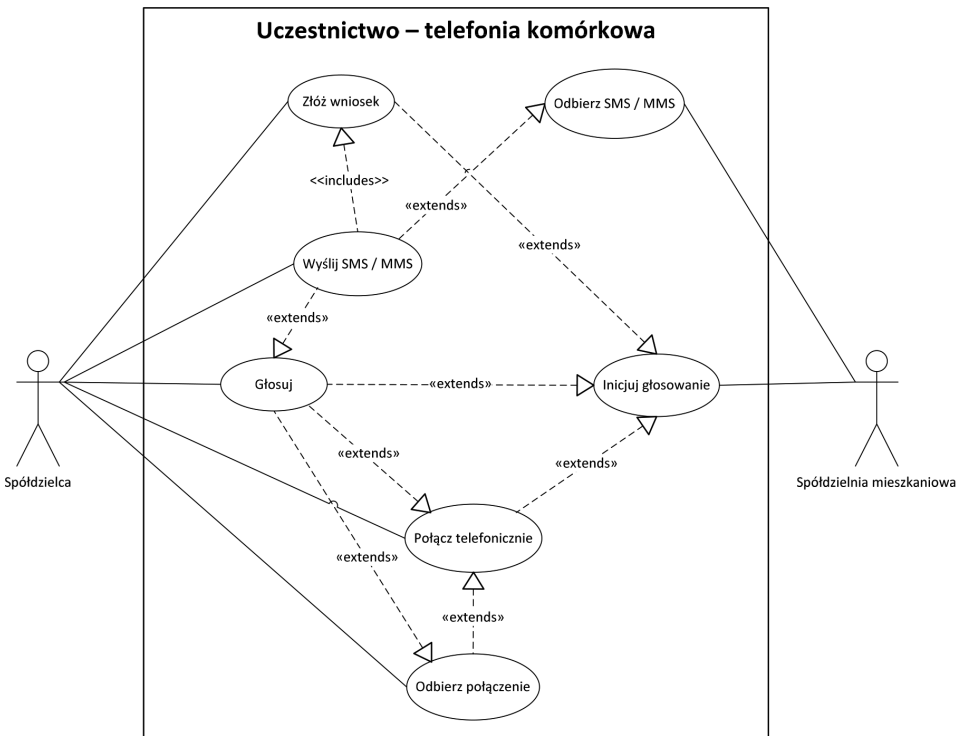 Uczestnictwo – telefonia komórkowa
Złóż wniosek
Odbierz SMS / MMS
<<includes>>
«extends»
«extends»
Wyślij SMS / MMS
«extends»
Głosuj
«extends»
Inicjuj głosowanie
«extends»
«extends»
Spółdzielca
Spółdzielnia mieszkaniowa
Połącz telefonicznie
«extends»
«extends»
Odbierz połączenie